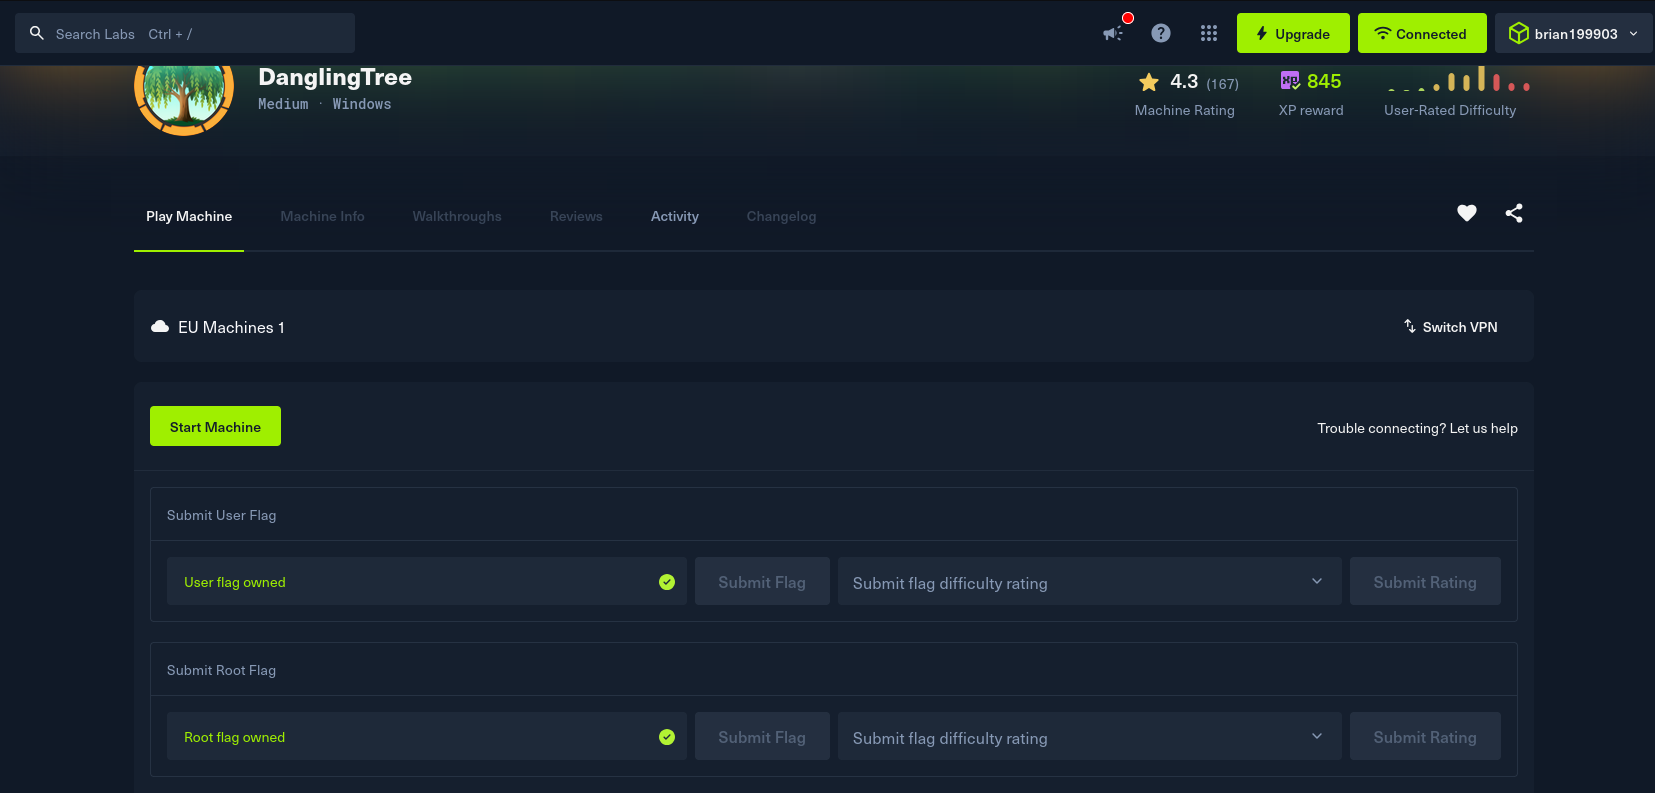 Search Labs Ctrl + /
Upgrade
Connected
brian199903
DanglingTree
Medium · Windows
4.3 (167)
Machine Rating
XP 845
XP reward
User-Rated Difficulty
Play Machine
Machine Info
Walkthroughs
Reviews
Activity
Changelog
EU Machines 1
Switch VPN
Start Machine
Trouble connecting? Let us help
Submit User Flag
User flag owned
Submit Flag
Submit flag difficulty rating
Submit Rating
Submit Root Flag
Root flag owned
Submit Flag
Submit flag difficulty rating
Submit Rating